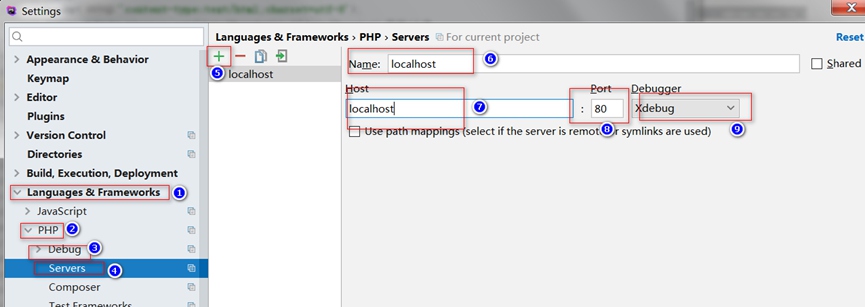 Settings
Languages & Frameworks › PHP › Servers For current project Reset
Appearance & Behavior
Keymap
Editor
Plugins
Version Control
Directories
Build, Execution, Deployment
Languages & Frameworks 1
JavaScript
PHP 2
Debug 3
Servers 4
Composer
Test Frameworks
5 localhost
Name: localhost 6 Shared
Host Port Debugger
localhost 7 : 80 8 Xdebug 9
Use path mappings (select if the server is remote or symlinks are used)